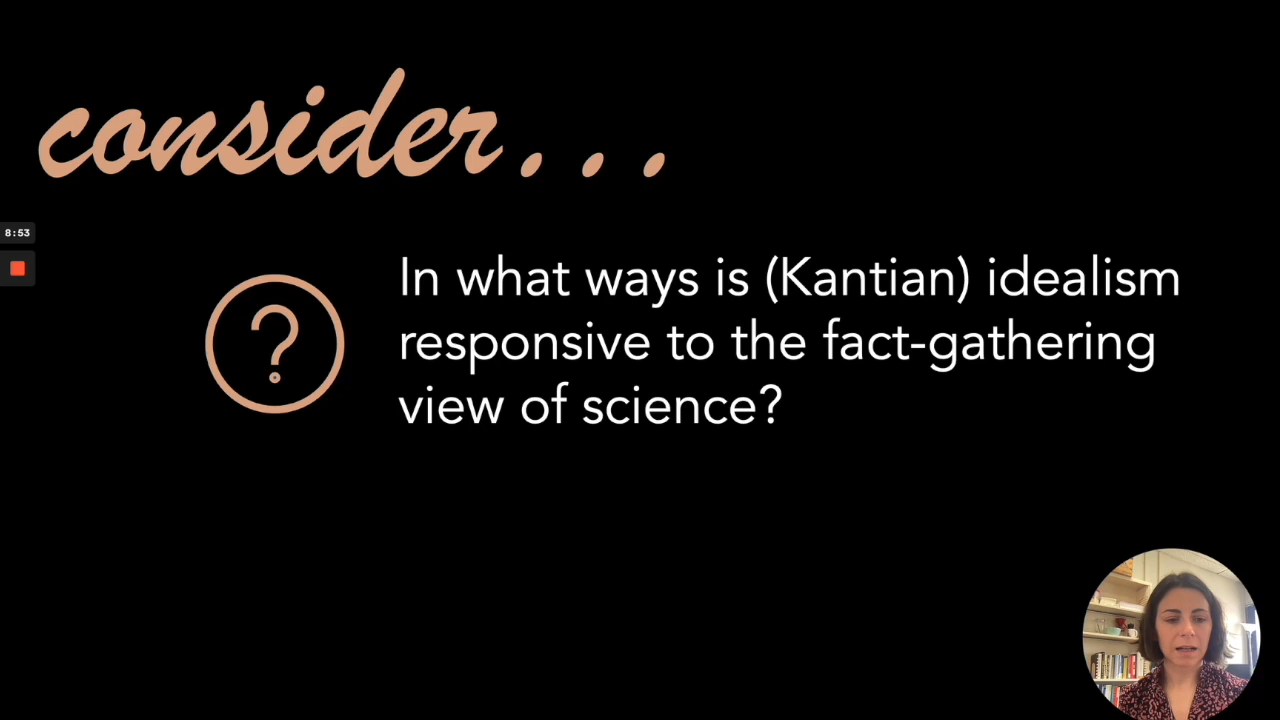 consider...
8:53
?
In what ways is (Kantian) idealism
responsive to the fact-gathering
view of science?